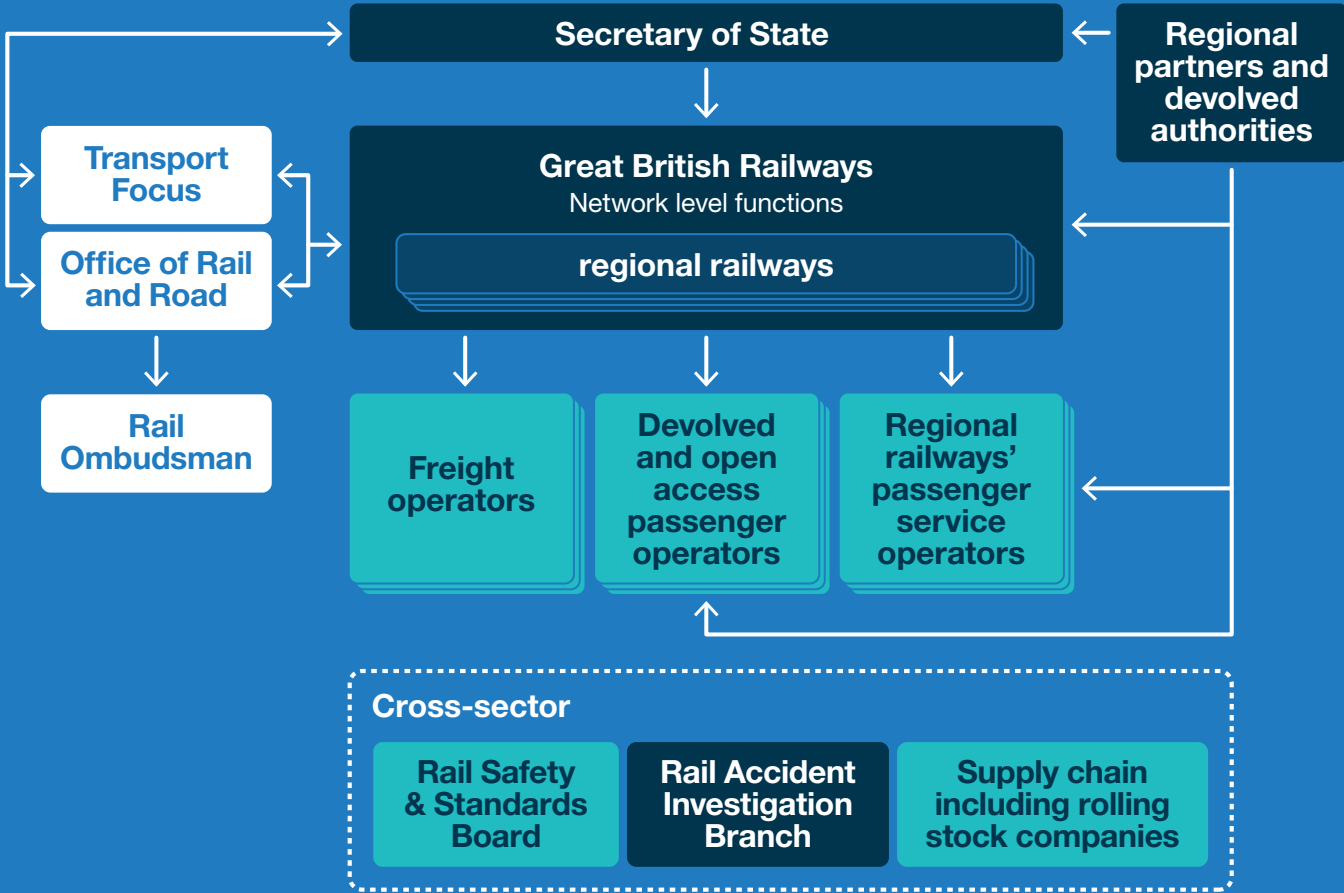 Secretary of State
Regional
partners and
devolved
authorities
Transport
Focus
Office of Rail
and Road
Rail
Ombudsman
Great British Railways
Network level functions
regional railways
Freight
operators
Devolved
and open
access
passenger
operators
Regional
railways’
passenger
service
operators
Cross-sector
Rail Safety
& Standards
Board
Rail Accident
Investigation
Branch
Supply chain
including rolling
stock companies